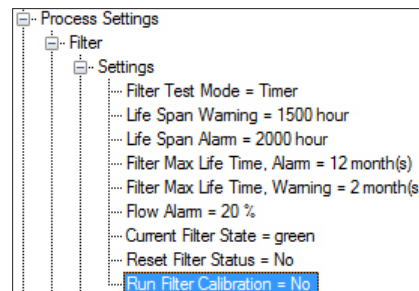 Process Settings
Filter
Settings
Filter Test Mode = Timer
Life Span Warning = 1500 hour
Life Span Alarm = 2000 hour
Filter Max Life Time, Alarm = 12 month(s)
Filter Max Life Time, Warning = 2 month(s
Flow Alarm = 20 %
Current Filter State = green
Reset Filter Status = No
Run Filter Calibration = No